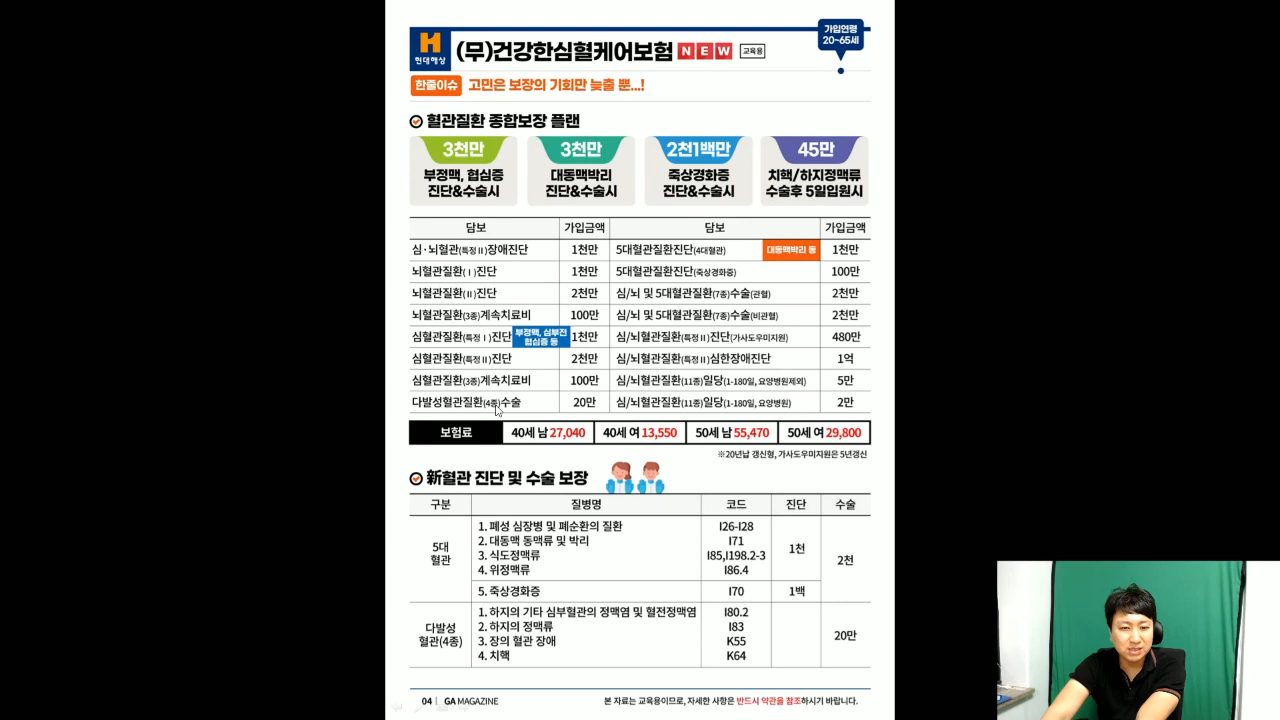 가입연령
20~65세
현대해상
(무)건강한심혈케어보험 NEW 교육용
한줄이슈 고민은 보장의 기회만 늦출 뿐...!
혈관질환 종합보장 플랜
3천만 3천만 2천1백만 45만
부정맥, 협심증 대동맥박리 죽상경화증 치핵/하지정맥류
진단&수술시 진단&수술시 진단&수술시 수술후 5일입원시
담보 가입금액 담보 가입금액
심·뇌혈관(특정Ⅱ)장애진단 1천만 5대혈관질환진단(4대혈관) 대동맥박리 등 1천만
뇌혈관질환(Ⅰ)진단 1천만 5대혈관질환진단(죽상경화증) 100만
뇌혈관질환(Ⅱ)진단 2천만 심/뇌 및 5대혈관질환(7종)수술(관혈) 2천만
뇌혈관질환(3종)계속치료비 100만 심/뇌 및 5대혈관질환(7종)수술(비관혈) 2천만
심혈관질환(특정Ⅰ)진단 부정맥, 심부전 협심증 등 1천만 심/뇌혈관질환(특정Ⅱ)진단(가사도우미지원) 480만
심혈관질환(특정Ⅱ)진단 2천만 심/뇌혈관질환(특정Ⅱ)심한장애진단 1억
심혈관질환(3종)계속치료비 100만 심/뇌혈관질환(11종)일당(1-180일, 요양병원제외) 5만
다발성혈관질환(4종)수술 20만 심/뇌혈관질환(11종)일당(1-180일, 요양병원) 2만
보험료 40세 남 27,040 40세 여 13,550 50세 남 55,470 50세 여 29,800
※20년납 갱신형, 가사도우미지원은 5년갱신
新혈관 진단 및 수술 보장
구분 질병명 코드 진단 수술
5대 혈관 1천 2천
1. 폐성 심장병 및 폐순환의 질환 I26-I28
2. 대동맥 동맥류 및 박리 I71
3. 식도정맥류 I85,I198.2-3
4. 위정맥류 I86.4
5. 죽상경화증 I70 1백
다발성 혈관(4종) 20만
1. 하지의 기타 심부혈관의 정맥염 및 혈전정맥염 I80.2
2. 하지의 정맥류 I83
3. 장의 혈관 장애 K55
4. 치핵 K64
04 | GA MAGAZINE 본 자료는 교육용이므로, 자세한 사항은 반드시 약관을 참조하시기 바랍니다.